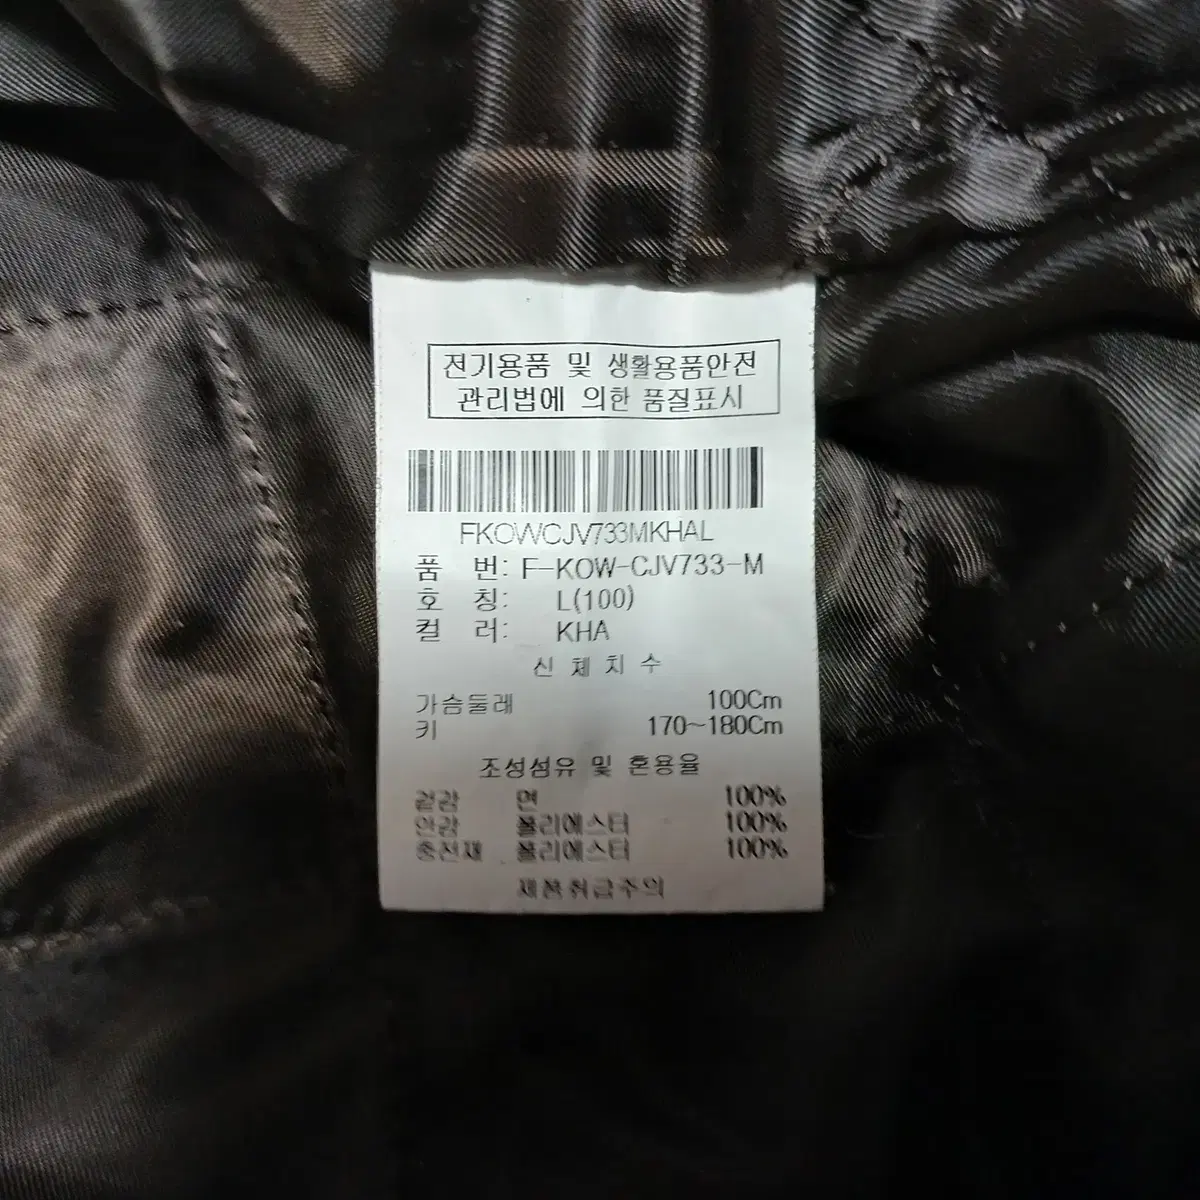 전기용품 및 생활용품안전
관리법에 의한 품질표시
FKOWCJV733MKHAL
품 번: F-KOW-CJV733-M
호 칭: L(100)
컬 러: KHA
신 체 치 수
가슴둘레 100Cm
키 170~180Cm
조성섬유 및 혼용율
겉감 면 100%
안감 폴리에스터 100%
충전재 폴리에스터 100%
제품취급주의